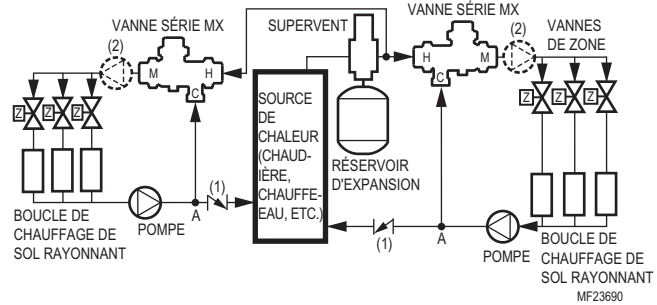 VANNE SÉRIE MX
SUPERVENT
VANNE SÉRIE MX
(2)
(2)
VANNES
DE ZONE
M
H
C
H
M
C
Z
Z
Z
Z
Z
Z
SOURCE
DE
CHALEUR
(CHAUD-
IÈRE,
CHAUFFE-
EAU, ETC.)
RÉSERVOIR
D'EXPANSION
(1)
A
POMPE
BOUCLE DE
CHAUFFAGE DE
SOL RAYONNANT
(1)
A
POMPE
BOUCLE DE
CHAUFFAGE DE
SOL RAYONNANT
MF23690